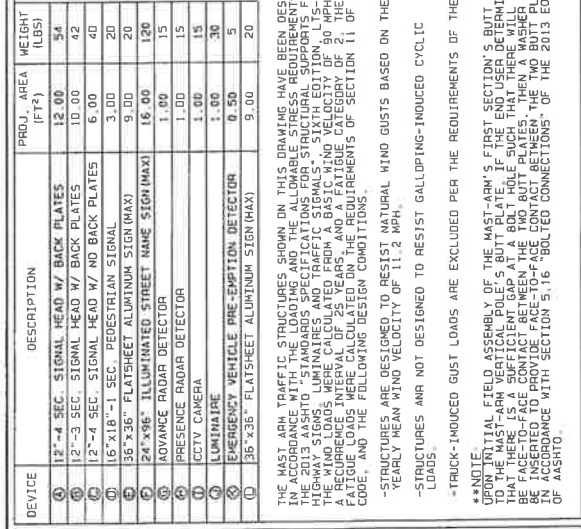 DEVICE DESCRIPTION PROJ. AREA (FT²) WEIGHT (LBS)
A 12"-4 SEC. SIGNAL HEAD W/ BACK PLATES 12.00 54
B 12"-3 SEC. SIGNAL HEAD W/ BACK PLATES 10.00 42
C 12"-4 SEC. SIGNAL HEAD W/ NO BACK PLATES 6.00 40
D 16"x18"-1 SEC. PEDESTRIAN SIGNAL 3.00 20
E 36"x36" FLATSHEET ALUMINUM SIGN(MAX) 9.00 20
F 24"x96" ILLUMINATED STREET NAME SIGN(MAX) 16.00 120
G ADVANCE RADAR DETECTOR 1.00 15
H PRESENCE RADAR DETECTOR 1.00 15
I CCTV CAMERA 1.00 15
J LUMINAIRE 1.00 30
K EMERGENCY VEHICLE PRE-EMPTION DETECTOR 0.50 5
L 36"x36" FLATSHEET ALUMINUM SIGN(MAX) 9.00 20
THE MAST ARM TRAFFIC STRUCTURES SHOWN ON THIS DRAWING HAVE BEEN DES
IN ACCORDANCE WITH THE LOADING AND THE ALLOWABLE STRESS REQUIREMENT
THE 2013 AASHTO "STANDARDS SPECIFICATIONS FOR STRUCTURAL SUPPORTS F
HIGHWAY SIGNS, LUMINAIRES AND TRAFFIC SIGNALS", SIXTH EDITION, LTS-
THE WIND LOADS WERE CALCULATED FROM A BASIC WIND VELOCITY OF 90 MPH
A RECURRENCE INTERVAL OF 25 YEARS, AND A FATIGUE CATEGORY OF 2. THE
FATIGUE LOADS WERE CALCULATED ON THE REQUIREMENTS OF SECTION 11 OF
CODE, AND THE FOLLOWING DESIGN CONDITIONS.
-STRUCTURES ARE DESIGNED TO RESIST NATURAL WIND GUSTS BASED ON THE
YEARLY MEAN WIND VELOCITY OF 11.2 MPH.
-STRUCTURES ANR NOT DESIGNED TO RESIST GALLOPING-INDUCED CYCLIC
LOADS.
-TRUCK-INDUCED GUST LOADS ARE EXCLUDED PER THE REQUIREMENTS OF THE
**NOTE:
UPON INITIAL FIELD ASSEMBLY OF THE MAST-ARM'S FIRST SECTION'S BUTT
TO THE MAST-ARM VERTICAL POLE'S BUTT PLATE, IF THE END USER DETERMI
THAT THERE IS A SUFFICIENT GAP AT A BOLT HOLE SUCH THAT THERE WILL
BE FACE-TO-FACE CONTACT BETWEEN THE TWO BUTT PLATES, THEN A WASHER
BE INSERTED TO PROVIDE FACE-TO-FACE CONTACT BETWEEN THE TWO BUTT PL
IN ACCORDANCE WITH SECTION 5.16 "BOLTED CONNECTIONS" OF THE 2013 ED
OF AASHTO.